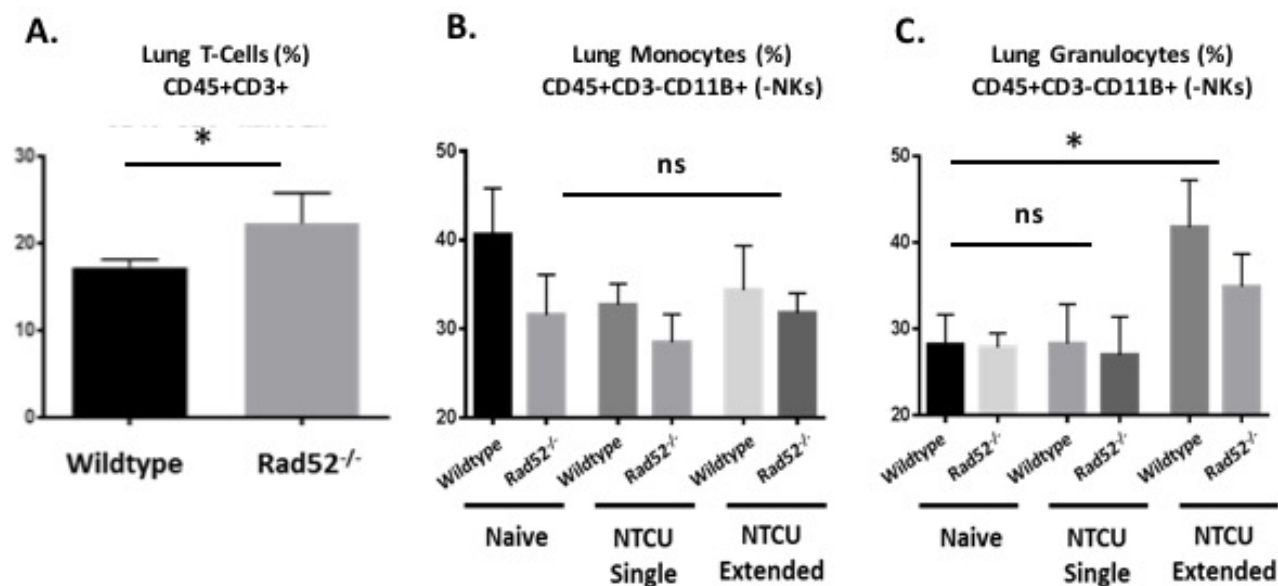 A.
Lung T-Cells (%)
CD45+CD3+
*
30
20
10
0
Wildtype
Rad52-/-
B.
Lung Monocytes (%)
CD45+CD3-CD11B+ (-NKs)
ns
50
40
30
20
Wildtype
Rad52-/-
Wildtype
Rad52-/-
Wildtype
Rad52-/-
Naive
NTCU
Single
NTCU
Extended
C.
Lung Granulocytes (%)
CD45+CD3-CD11B+ (-NKs)
*
ns
50
40
30
20
Wildtype
Rad52-/-
Wildtype
Rad52-/-
Wildtype
Rad52-/-
Naive
NTCU
Single
NTCU
Extended